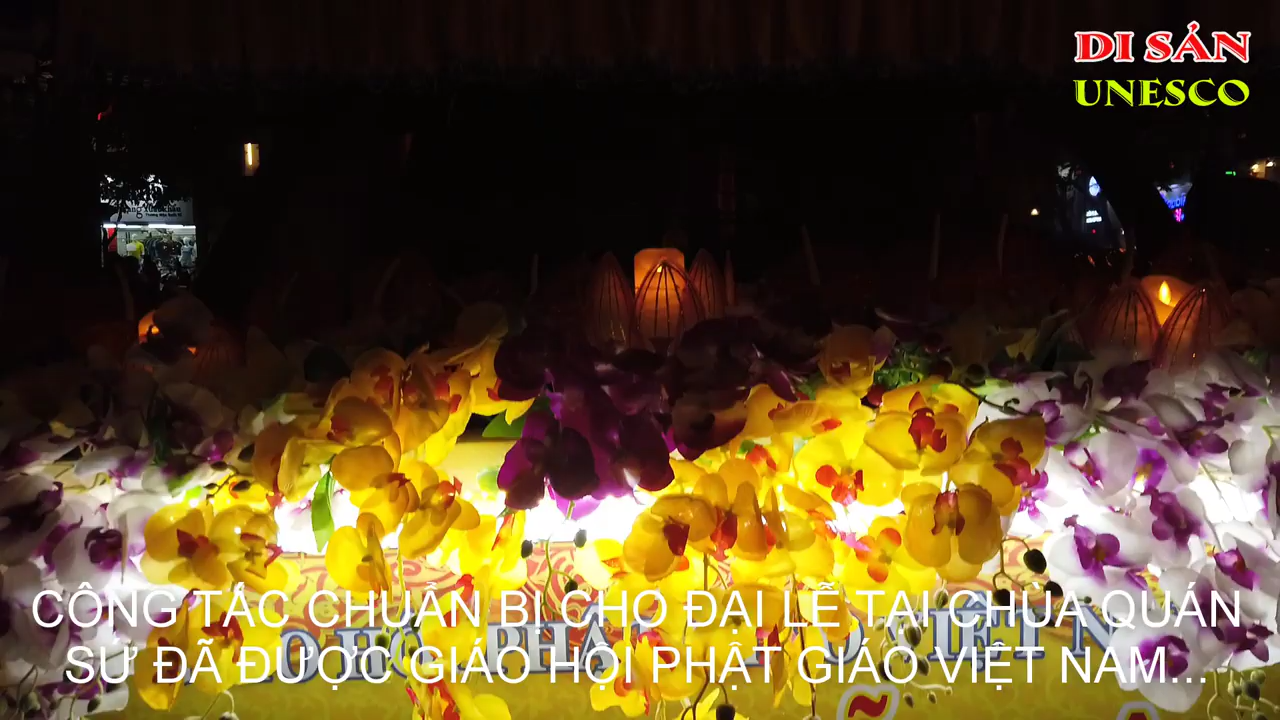 DI SẢN
UNESCO
CÔNG TÁC CHUẨN BỊ CHO ĐẠI LỄ TẠI CHÙA QUÁN
SỨ ĐÃ ĐƯỢC GIÁO HỘI PHẬT GIÁO VIỆT NAM...